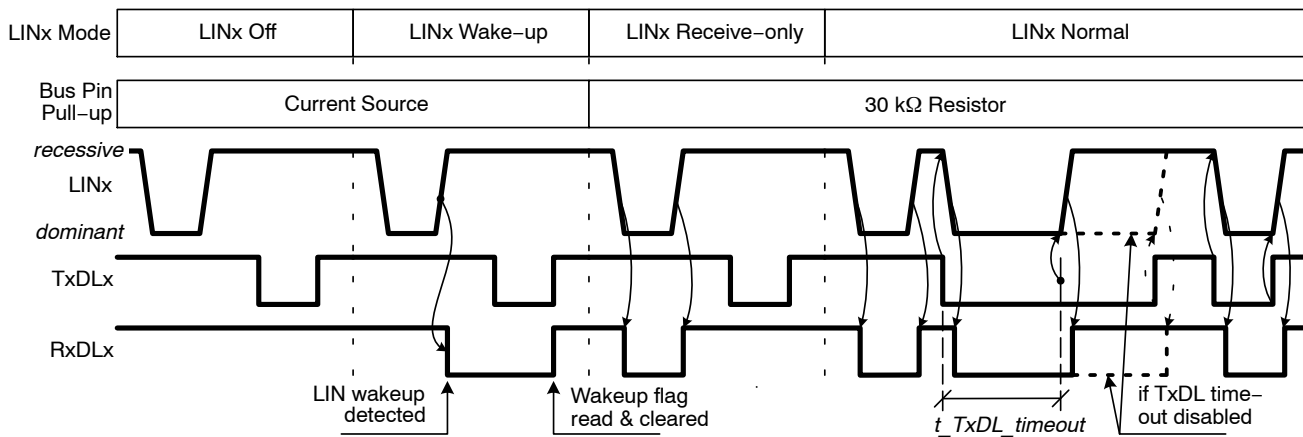 LINx Mode
LINx Off
LINx Wake−up
LINx Receive−only
LINx Normal
Bus Pin
Pull−up
Current Source
30 kΩ Resistor
recessive
LINx
dominant
TxDLx
RxDLx
LIN wakeup
detected
Wakeup flag
read & cleared
t_TxDL_timeout
if TxDL time−
out disabled